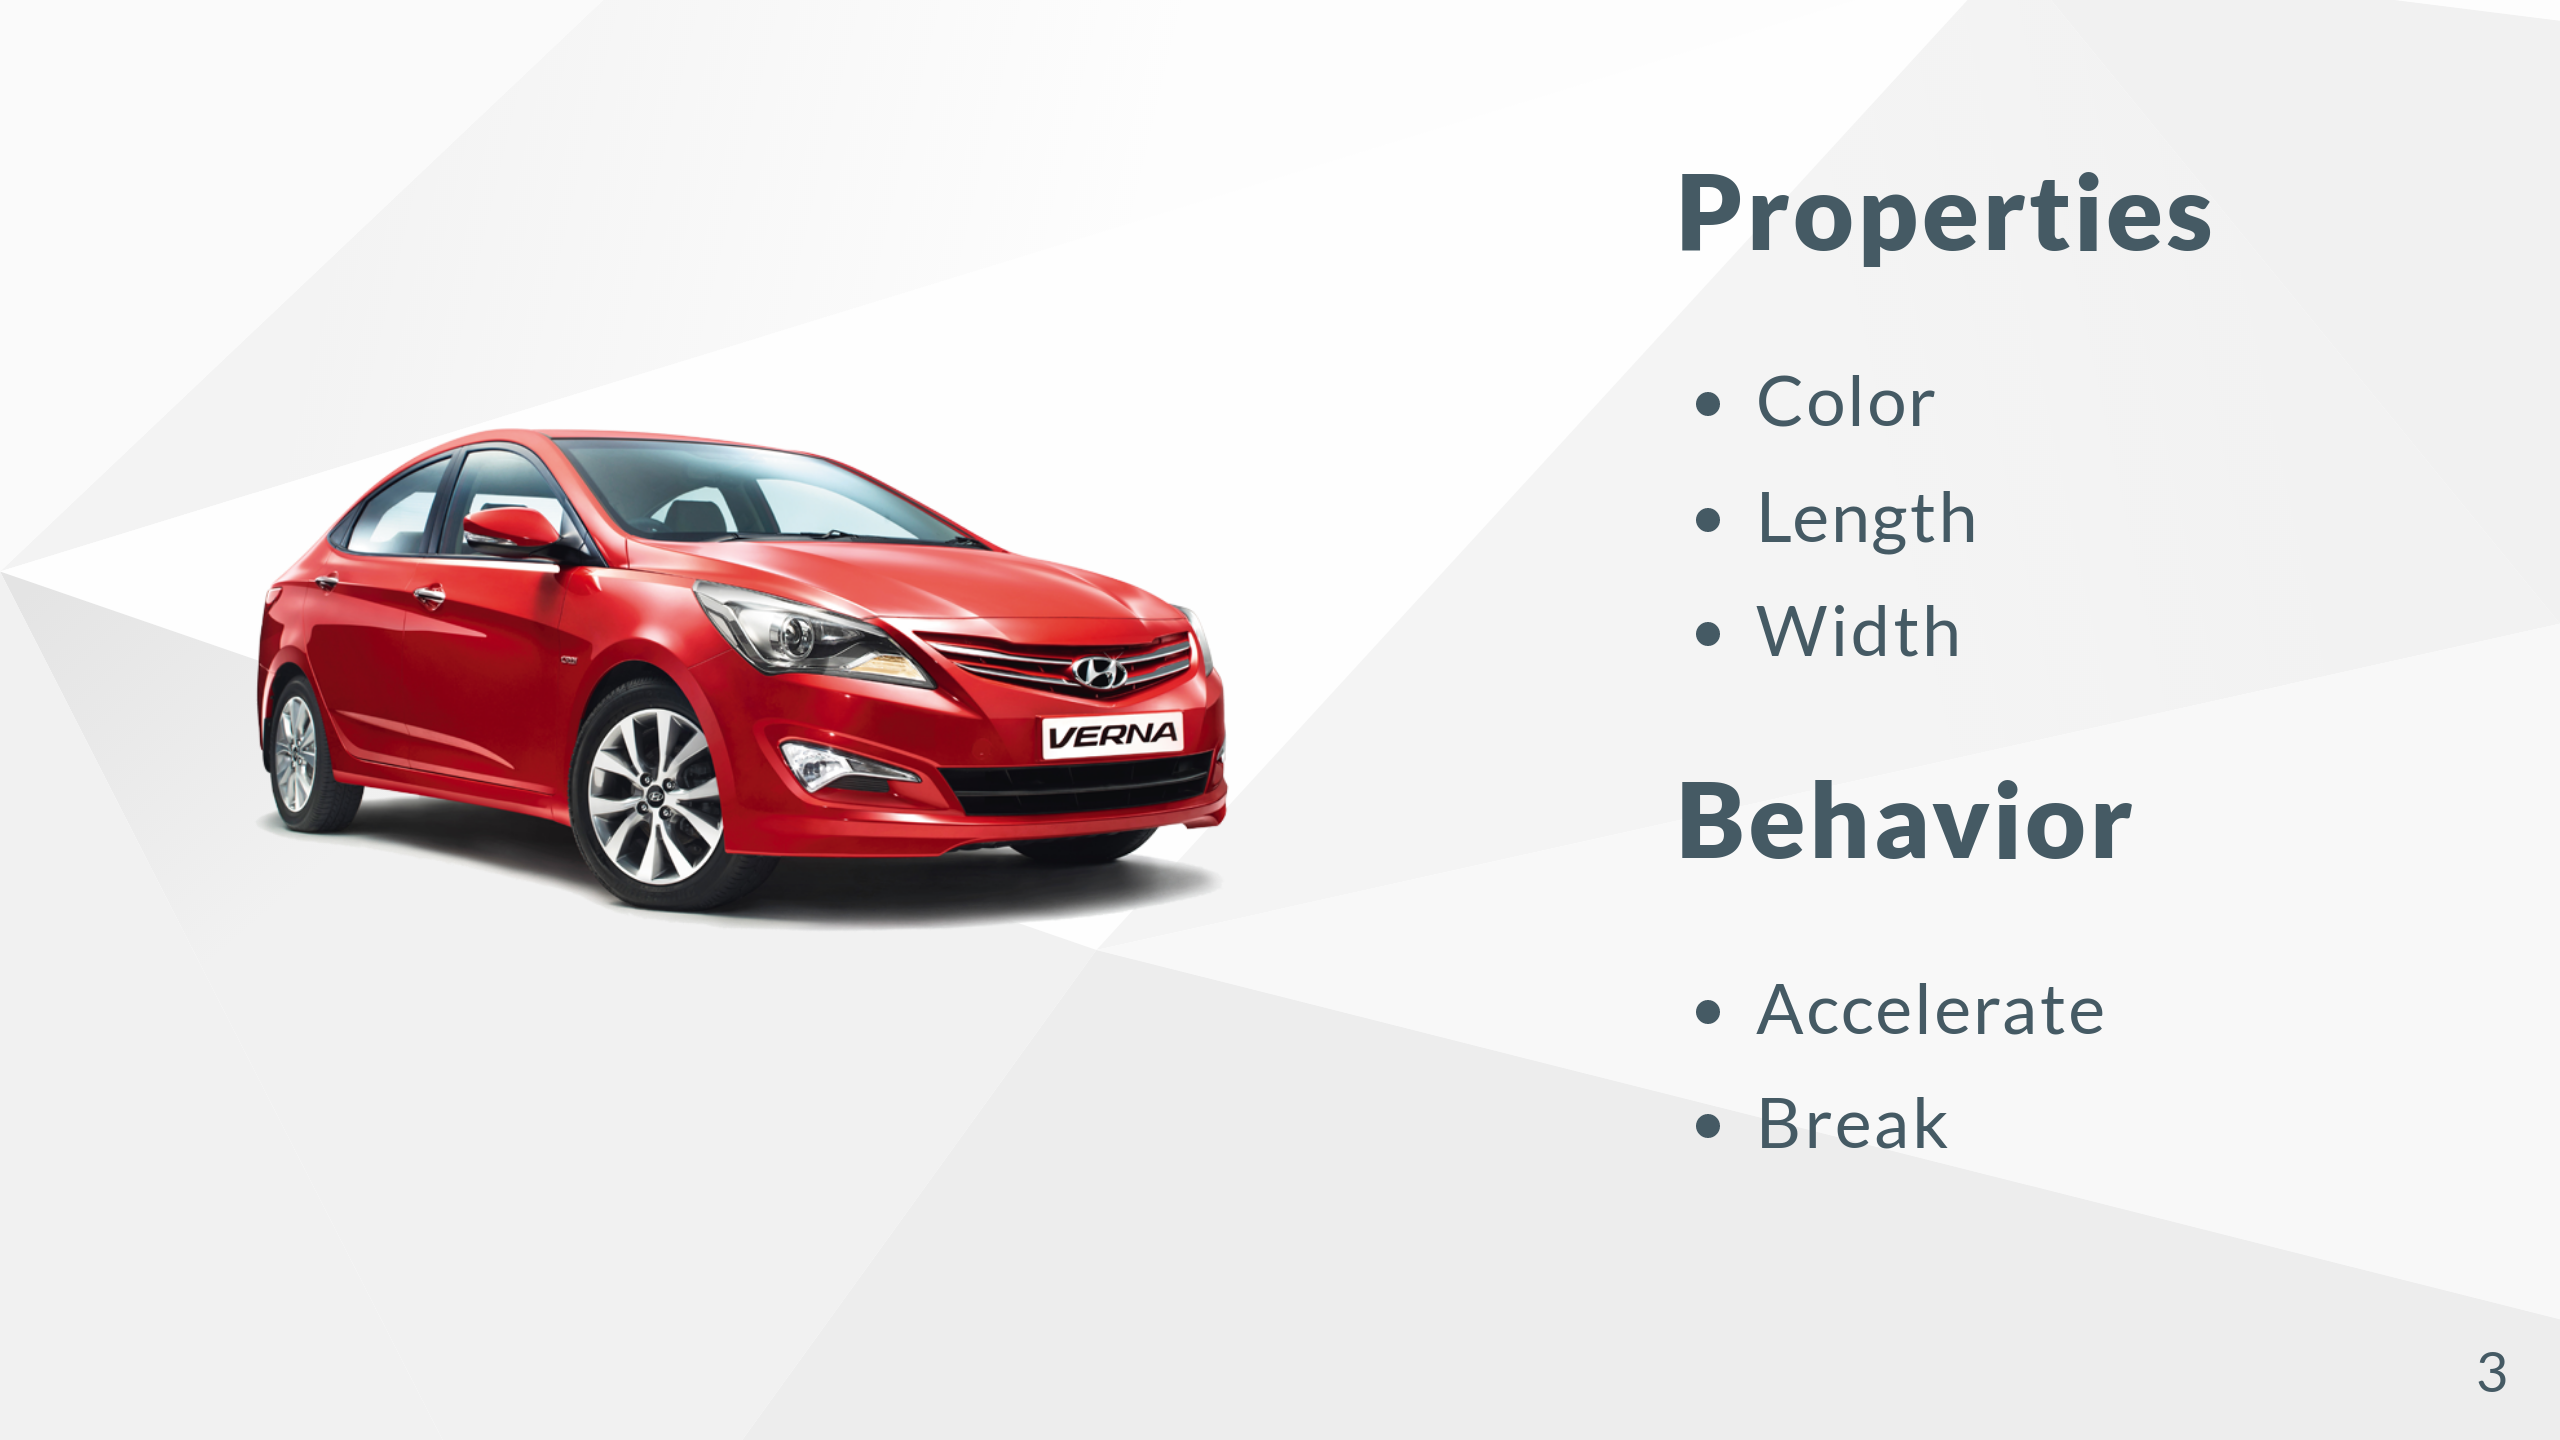 Properties
Color
Length
Width
VERNA
Behavior
Accelerate
Break
3